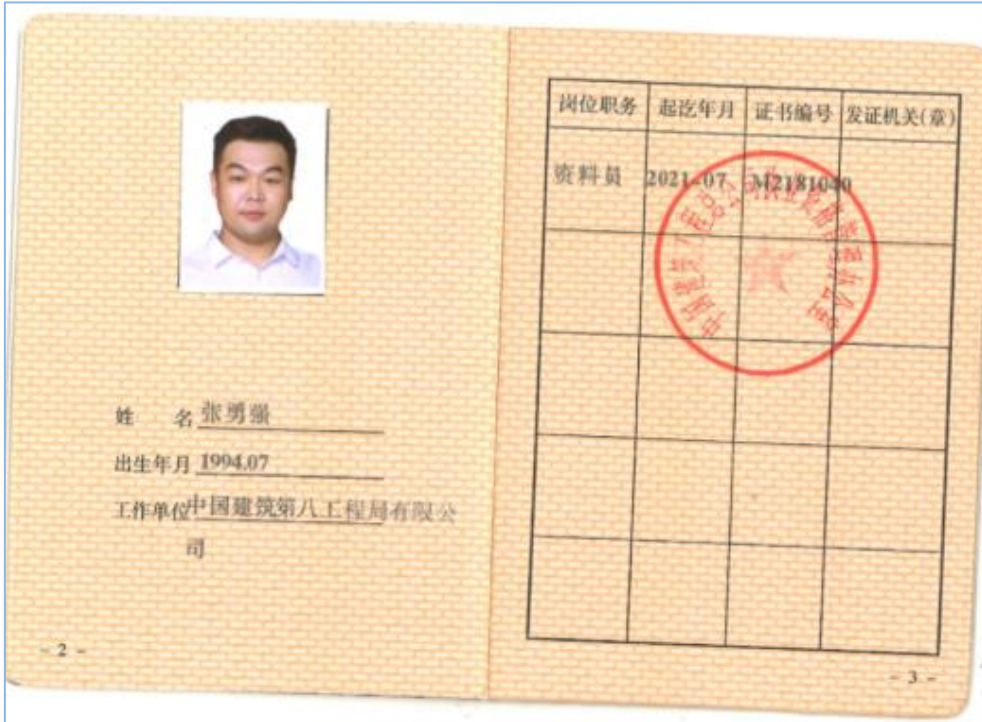 姓 名 张勇强
出生年月 1994.07
工作单位 中国建筑第八工程局有限公
司
- 2 -
岗位职务 起讫年月 证书编号 发证机关(章)
资料员 2021-07 M2181040
- 3 -